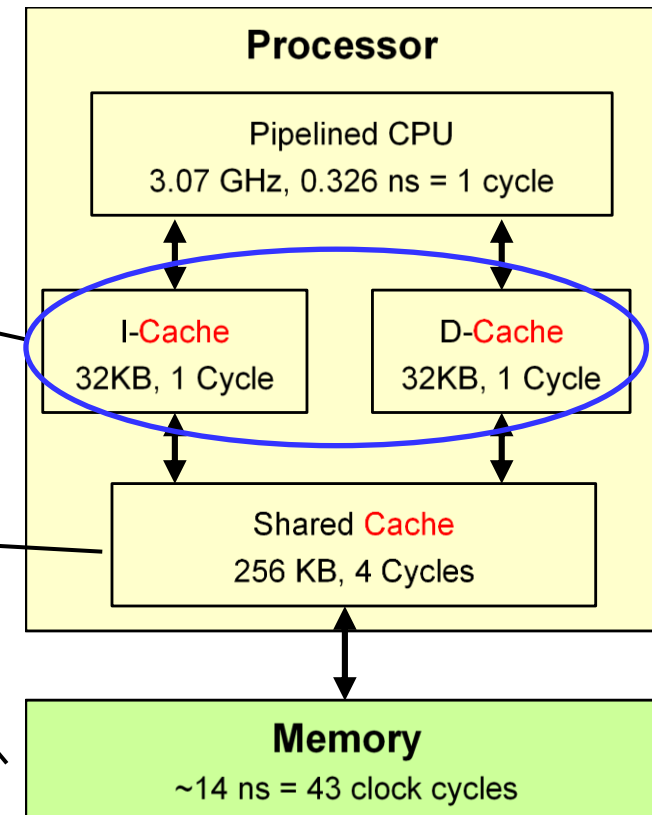 Processor
Pipelined CPU
3.07 GHz, 0.326 ns = 1 cycle
I-Cache
32KB, 1 Cycle
D-Cache
32KB, 1 Cycle
Shared Cache
256 KB, 4 Cycles
Memory
~14 ns = 43 clock cycles